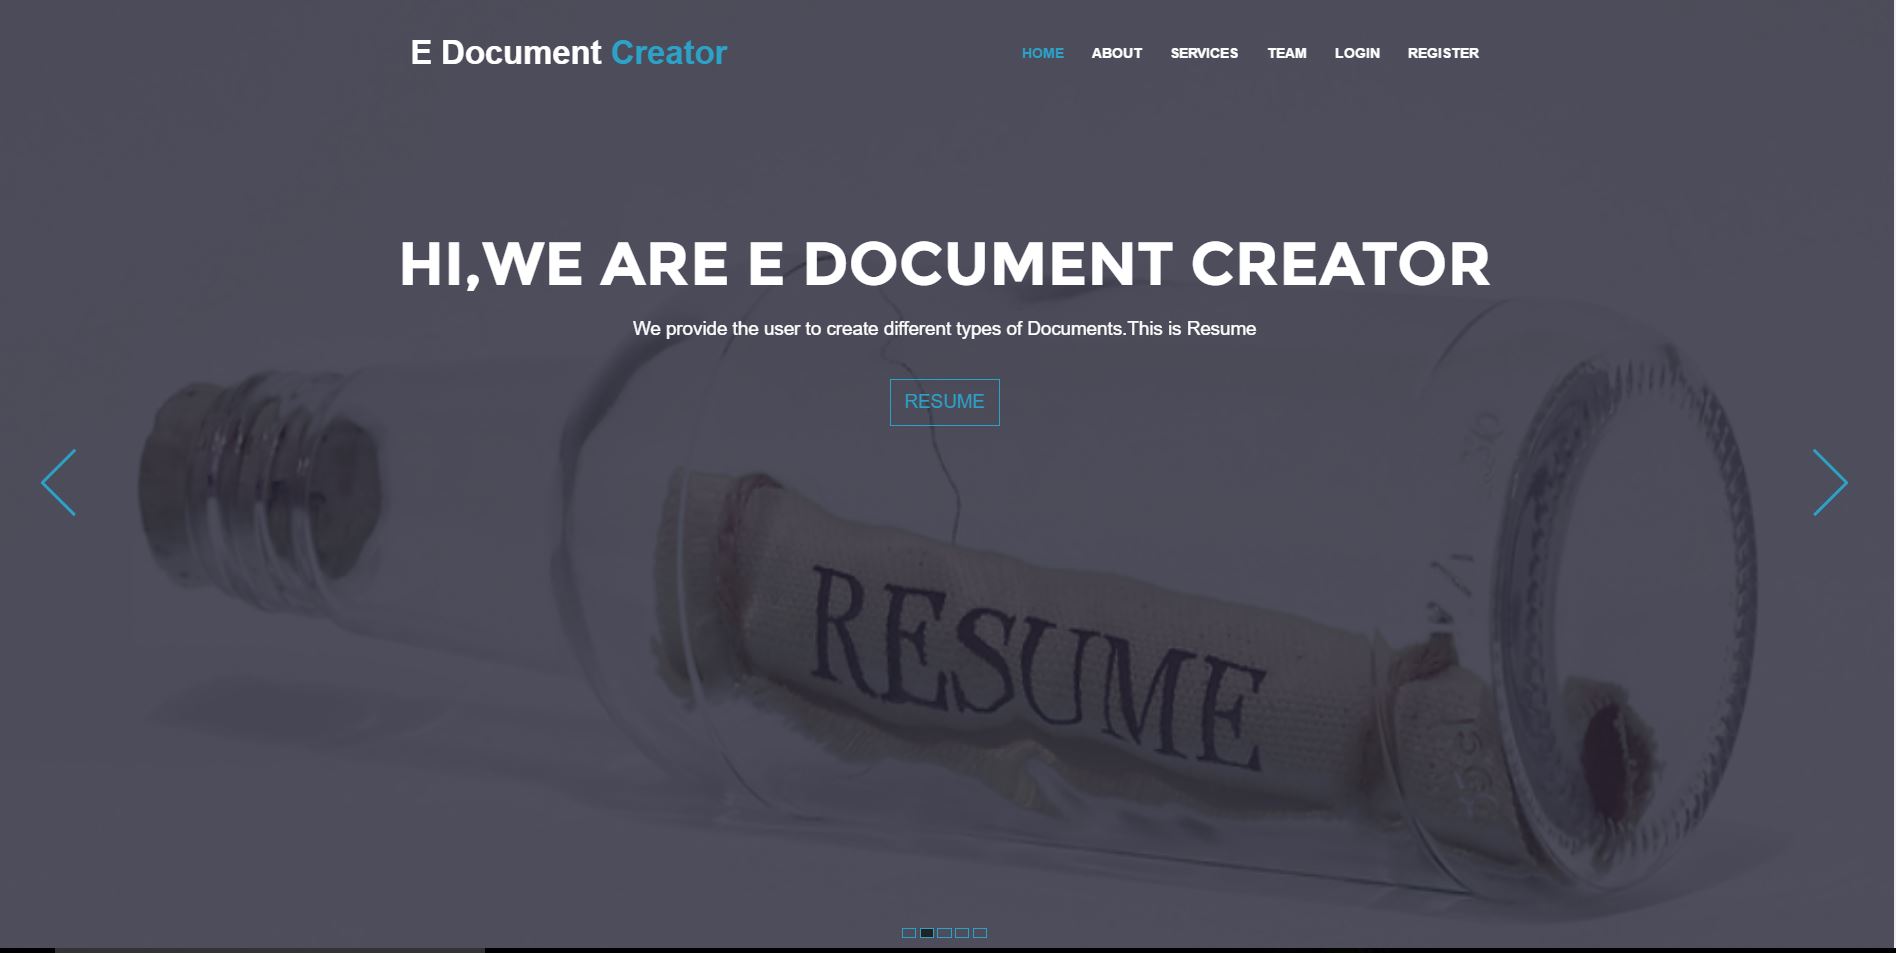 E Document Creator
HOME ABOUT SERVICES TEAM LOGIN REGISTER
HI,WE ARE E DOCUMENT CREATOR
We provide the user to create different types of Documents.This is Resume
RESUME
RESUME